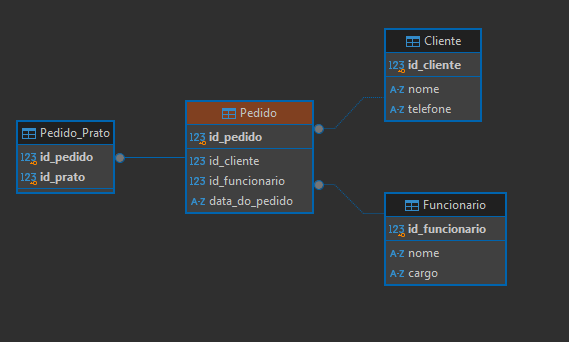 Cliente
123 id_cliente
A-Z nome
A-Z telefone
Pedido
123 id_pedido
123 id_cliente
123 id_funcionario
A-Z data_do_pedido
Pedido_Prato
123 id_pedido
123 id_prato
Funcionario
123 id_funcionario
A-Z nome
A-Z cargo